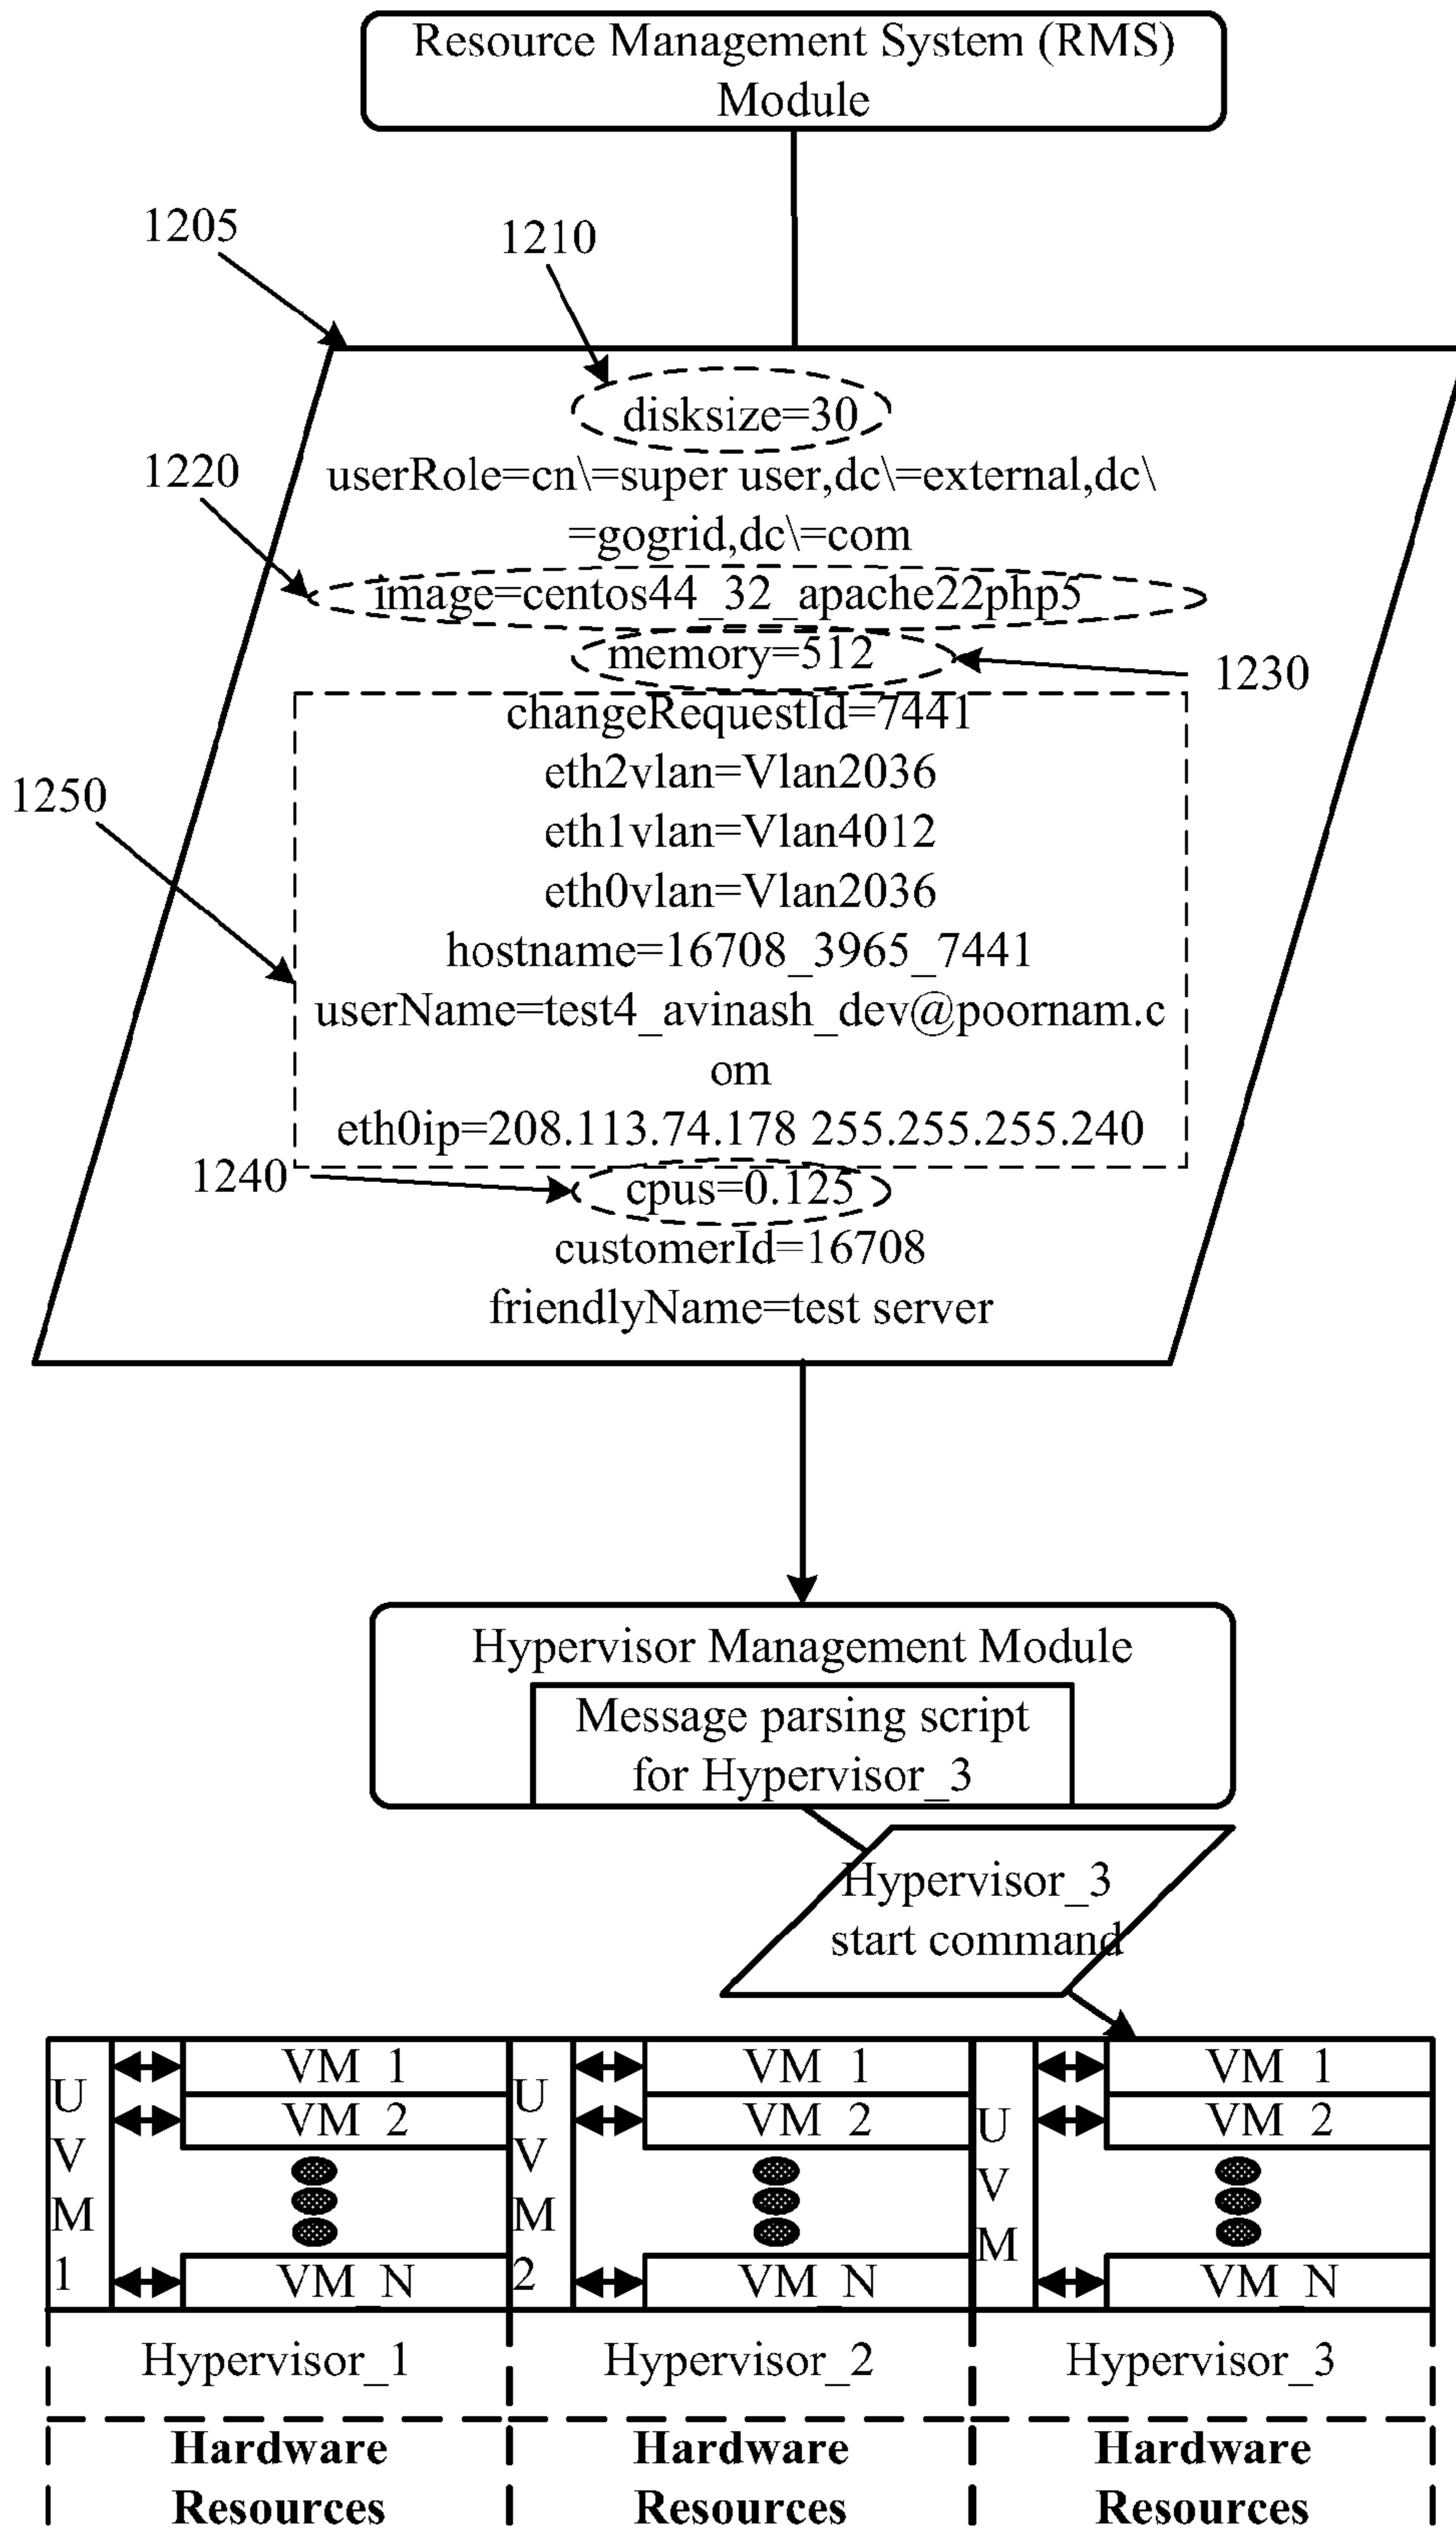 Resource Management System (RMS)
Module
1205
1210
disksize=30
1220
userRole=cn\=super user,dc\=external,dc\
=gogrid,dc\=com
image=centos44_32_apache22php5
memory=512
1230
changeRequestId=7441
eth2vlan=Vlan2036
1250
eth1vlan=Vlan4012
eth0vlan=Vlan2036
hostname=16708_3965_7441
userName=test4_avinash_dev@poornam.c
om
eth0ip=208.113.74.178 255.255.255.240
1240
cpus=0.125
customerId=16708
friendlyName=test server
Hypervisor Management Module
Message parsing script
for Hypervisor_3
Hypervisor_3
start command
U
V
M
1
VM_1
VM_2
VM_N
U
V
M
2
VM_1
VM_2
VM_N
U
V
M
VM_1
VM_2
VM_N
Hypervisor_1
Hypervisor_2
Hypervisor_3
Hardware
Resources
Hardware
Resources
Hardware
Resources